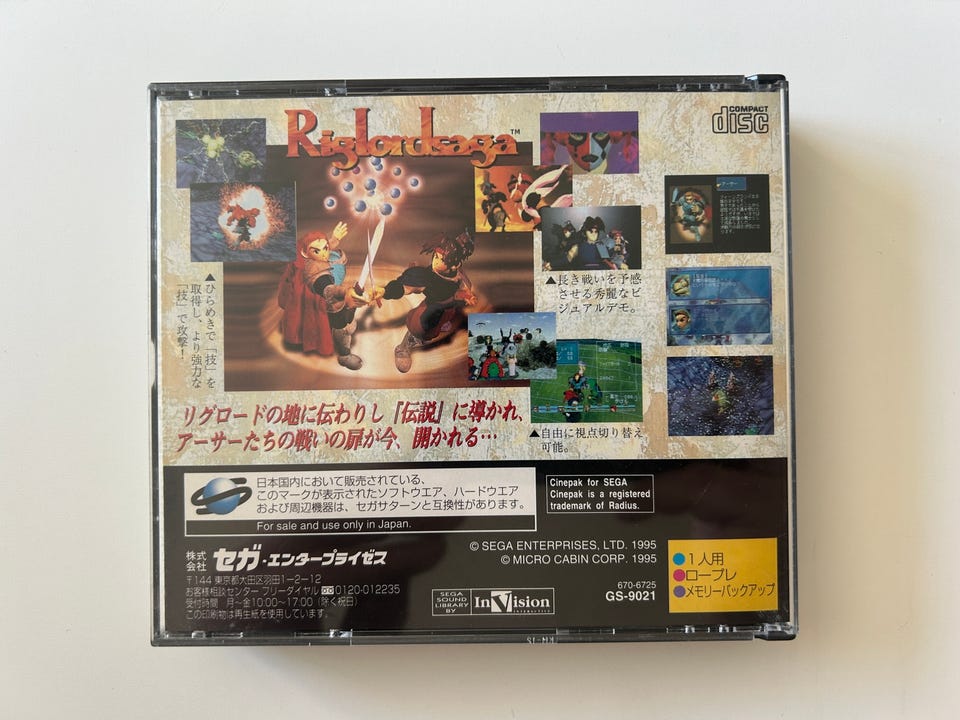 Riglordsaga™
COMPACT
disc
▲ひらめきで「技」を
取得し、より強力な
「技」で攻撃！
▲長き戦いを予感
させる秀麗なビ
ジュアルデモ。
アーサー
▲自由に視点切り替え
可能。
リグロードの地に伝わりし『伝説』に導かれ、
アーサーたちの戦いの扉が今、開かれる…
日本国内において販売されている、
このマークが表示されたソフトウエア、ハードウエア
および周辺機器は、セガサターンと互換性があります。
For sale and use only in Japan.
Cinepak for SEGA
Cinepak is a registered
trademark of Radius.
株式会社 セガ・エンタープライゼス
〒144 東京都大田区羽田1-2-12
お客様相談センター フリーダイヤル 0120-012235
受付時間 月〜金10:00〜17:00（除く祝日）
この印刷物は再生紙を使用しています。
© SEGA ENTERPRISES, LTD. 1995
© MICRO CABIN CORP. 1995
SEGA
SOUND
LIBRARY
BY
InVision
INTERACTIVE
670-6725
GS-9021
1人用
ロープレ
メモリーバックアップ